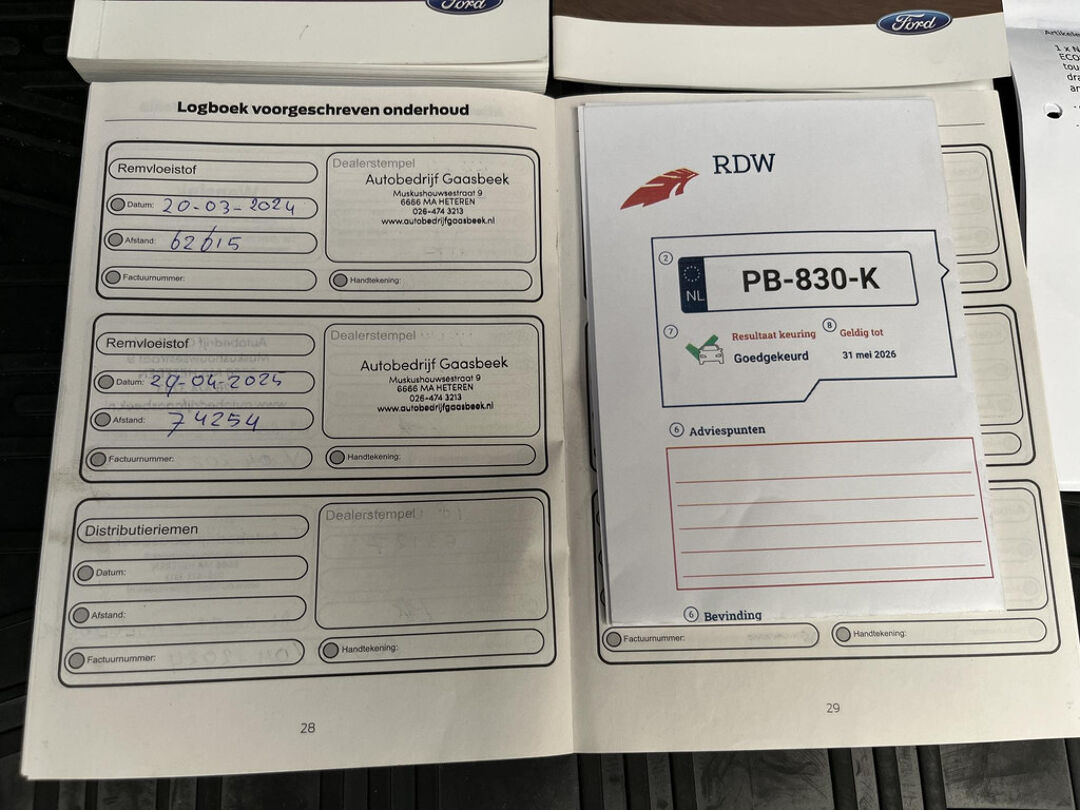 Ford
Ford
Logboek voorgeschreven onderhoud
Remvloeistof
Datum: 20-03-2024
Afstand: 62615
Factuurnummer:
Dealerstempel
Autobedrijf Gaasbeek
Muskushouwsestraat 9
6666 MA HETEREN
026-474 3213
www.autobedrijfgaasbeek.nl
Handtekening:
Remvloeistof
Datum: 29-04-2025
Afstand: 74254
Factuurnummer:
Dealerstempel
Autobedrijf Gaasbeek
Muskushouwsestraat 9
6666 MA HETEREN
026-474 3213
www.autobedrijfgaasbeek.nl
Handtekening:
Distributieriemen
Datum:
Afstand:
Factuurnummer:
Dealerstempel
Handtekening:
28
RDW
2
NL
PB-830-K
7
Resultaat keuring
Goedgekeurd
8
Geldig tot
31 mei 2026
6 Adviespunten
6 Bevinding
Factuurnummer:
Handtekening:
29
1 x N
ECO
tou
dra